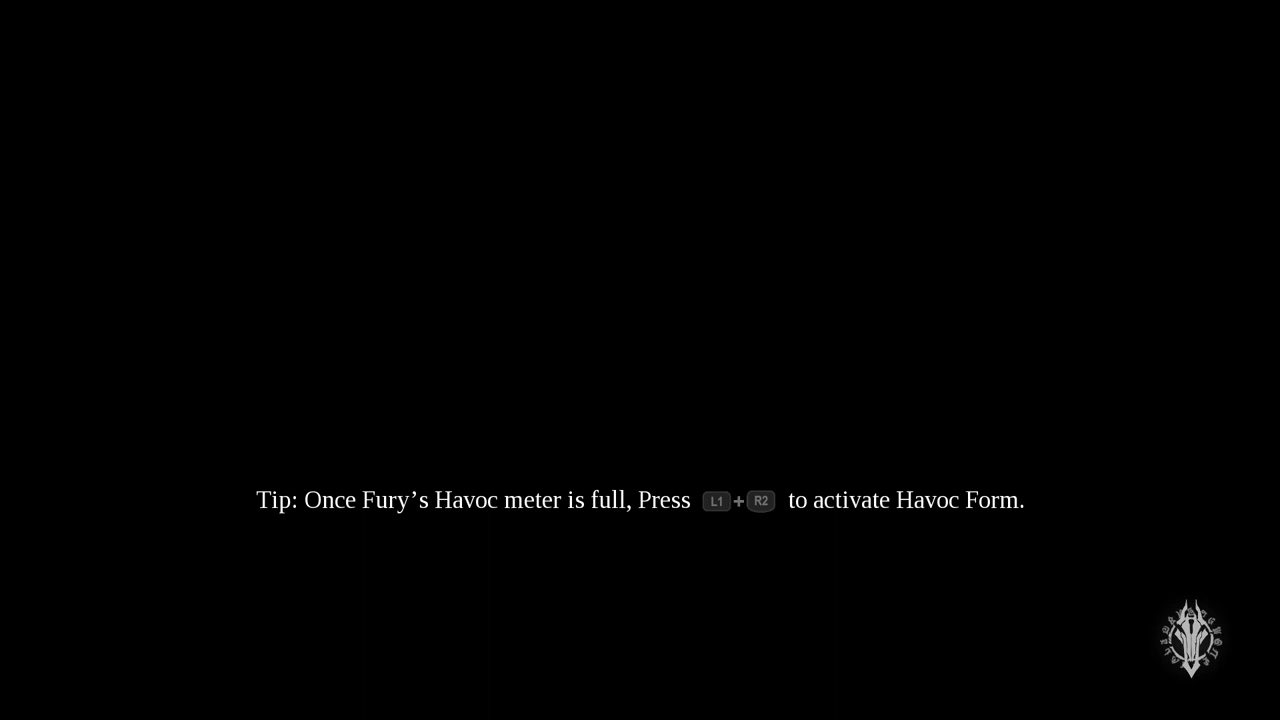 Tip: Once Fury’s Havoc meter is full, Press L1+R2 to activate Havoc Form.